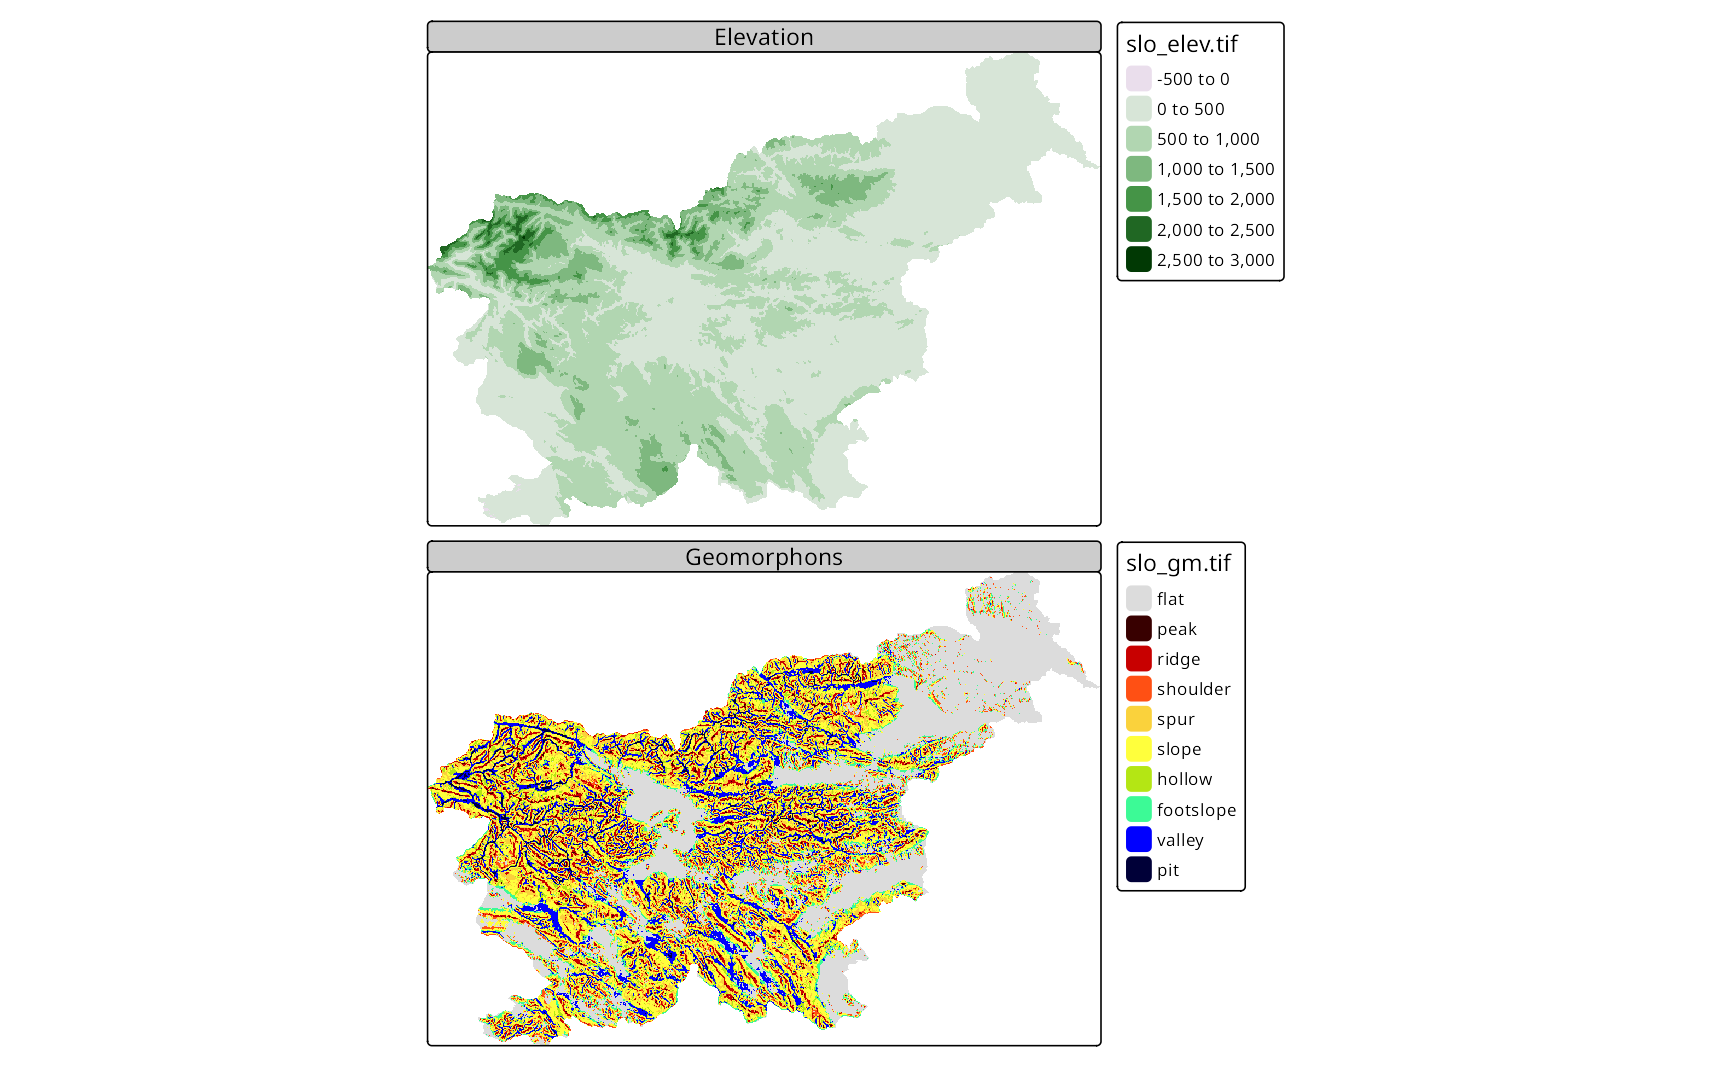 Elevation
slo_elev.tif
-500 to 0
0 to 500
500 to 1,000
1,000 to 1,500
1,500 to 2,000
2,000 to 2,500
2,500 to 3,000
Geomorphons
slo_gm.tif
flat
peak
ridge
shoulder
spur
slope
hollow
footslope
valley
pit